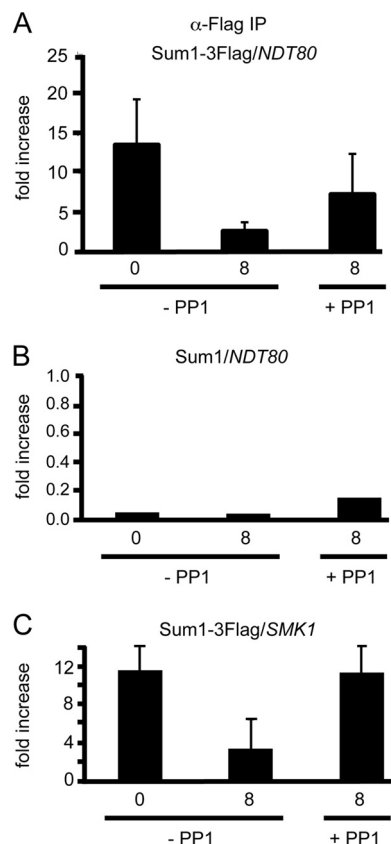 A
α-Flag IP
Sum1-3Flag/NDT80
fold increase
25
20
15
10
5
0
0 8 8
- PP1 + PP1
B
Sum1/NDT80
fold increase
1.0
0.8
0.6
0.4
0.2
0.0
0 8 8
- PP1 + PP1
C
Sum1-3Flag/SMK1
fold increase
12
8
4
0
0 8 8
- PP1 + PP1